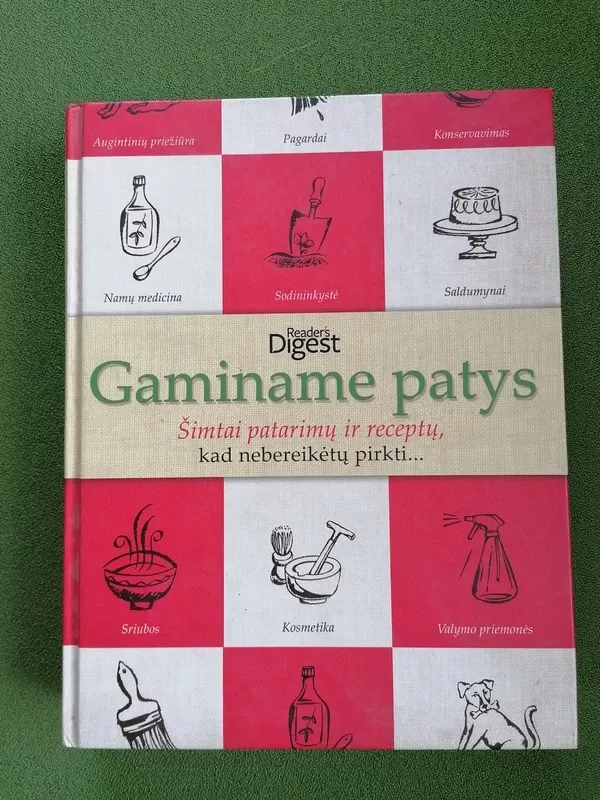 Augintinių priežiūra
Pagardai
Konservavimas
Namų medicina
Sodininkystė
Saldumynai
Reader's
Digest
Gaminame patys
Šimtai patarimų ir receptų,
kad nebereikėtų pirkti...
Sriubos
Kosmetika
Valymo priemonės